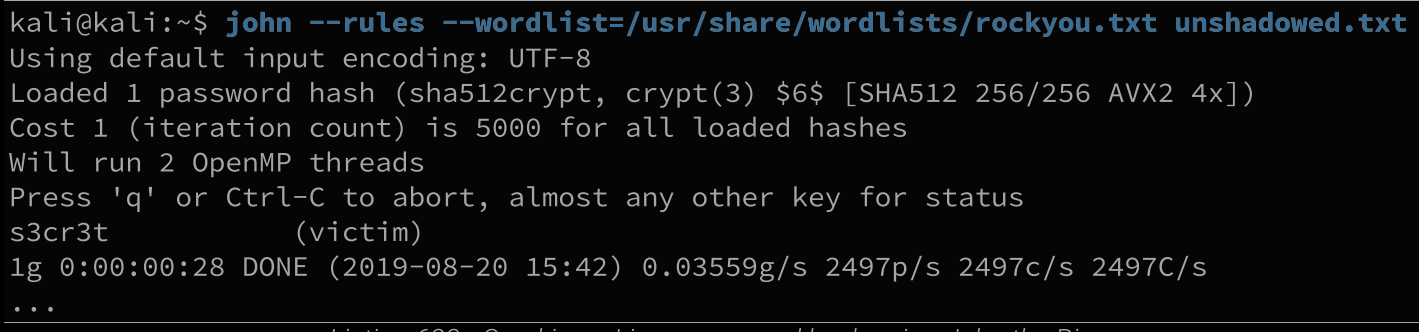 kali@kali:~$ john --rules --wordlist=/usr/share/wordlists/rockyou.txt unshadowed.txt
Using default input encoding: UTF-8
Loaded 1 password hash (sha512crypt, crypt(3) $6$ [SHA512 256/256 AVX2 4x])
Cost 1 (iteration count) is 5000 for all loaded hashes
Will run 2 OpenMP threads
Press 'q' or Ctrl-C to abort, almost any other key for status
s3cr3t           (victim)
1g 0:00:00:28 DONE (2019-08-20 15:42) 0.03559g/s 2497p/s 2497c/s 2497C/s
...